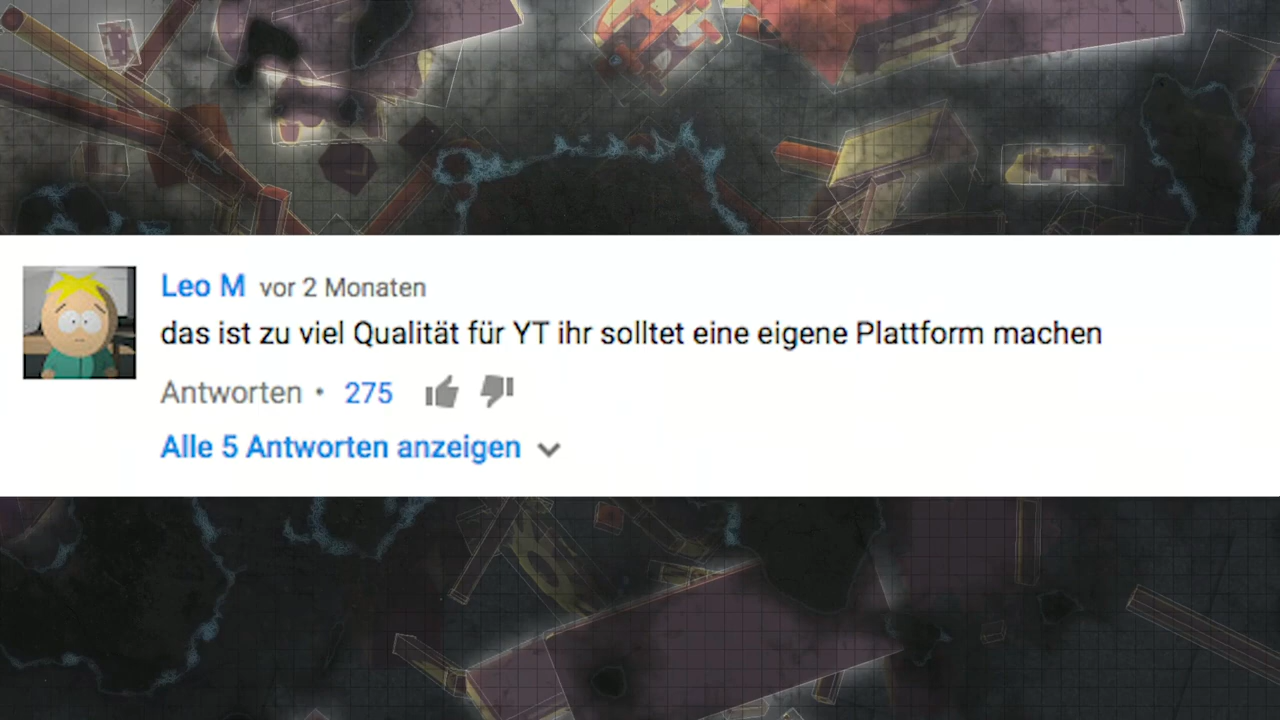 Leo M vor 2 Monaten
das ist zu viel Qualität für YT ihr solltet eine eigene Plattform machen
Antworten • 275
Alle 5 Antworten anzeigen